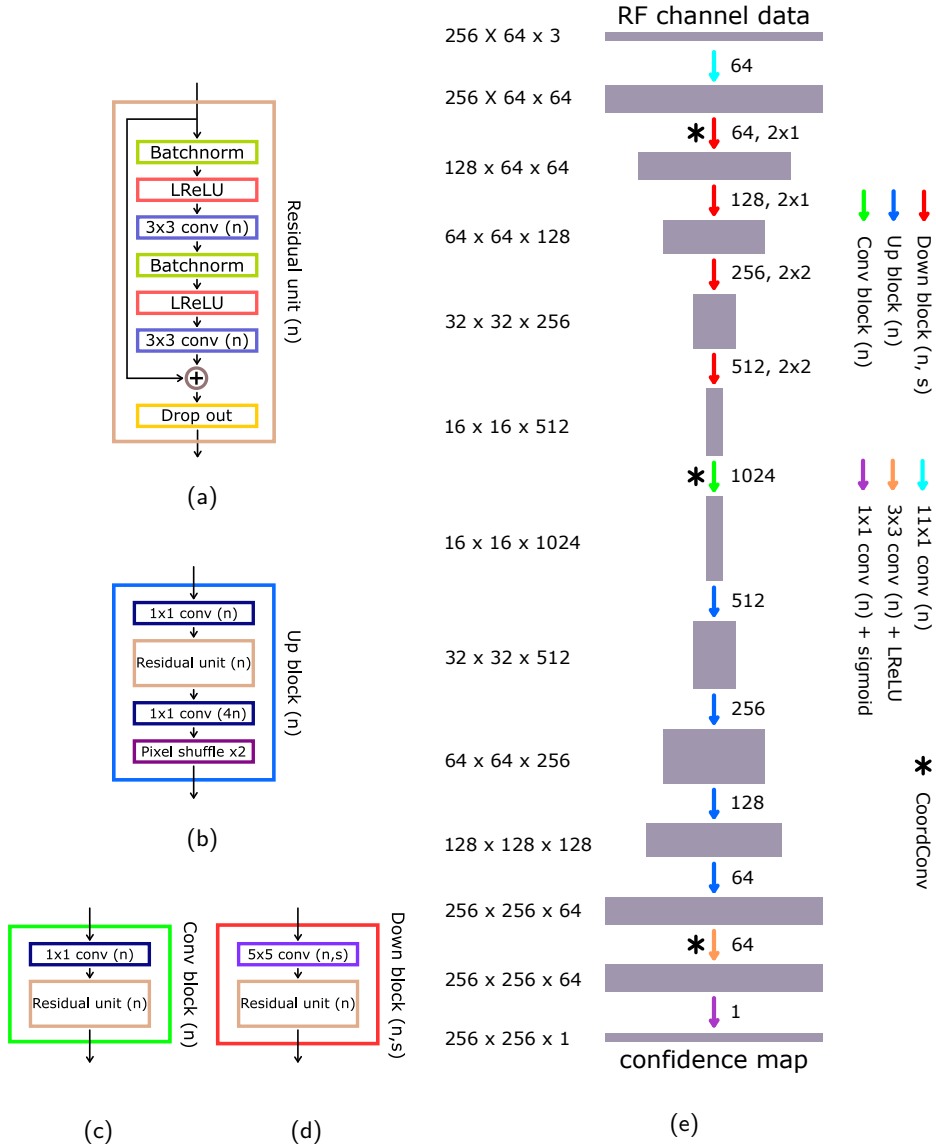 Batchnorm
LReLU
3x3 conv (n)
Batchnorm
LReLU
3x3 conv (n)
+
Drop out
Residual unit (n)
(a)
1x1 conv (n)
Residual unit (n)
1x1 conv (4n)
Pixel shuffle x2
Up block (n)
(b)
1x1 conv (n)
Residual unit (n)
Conv block (n)
(c)
5x5 conv (n,s)
Residual unit (n)
Down block (n,s)
(d)
RF channel data
256 X 64 x 3
64
256 X 64 x 64
* 64, 2x1
128 x 64 x 64
128, 2x1
64 x 64 x 128
256, 2x2
32 x 32 x 256
512, 2x2
16 x 16 x 512
* 1024
16 x 16 x 1024
512
32 x 32 x 512
256
64 x 64 x 256
128
128 x 128 x 128
64
256 x 256 x 64
* 64
256 x 256 x 64
1
256 x 256 x 1
confidence map
(e)
Down block (n, s)
Up block (n)
Conv block (n)
11x1 conv (n)
3x3 conv (n) + LReLU
1x1 conv (n) + sigmoid
* CoordConv